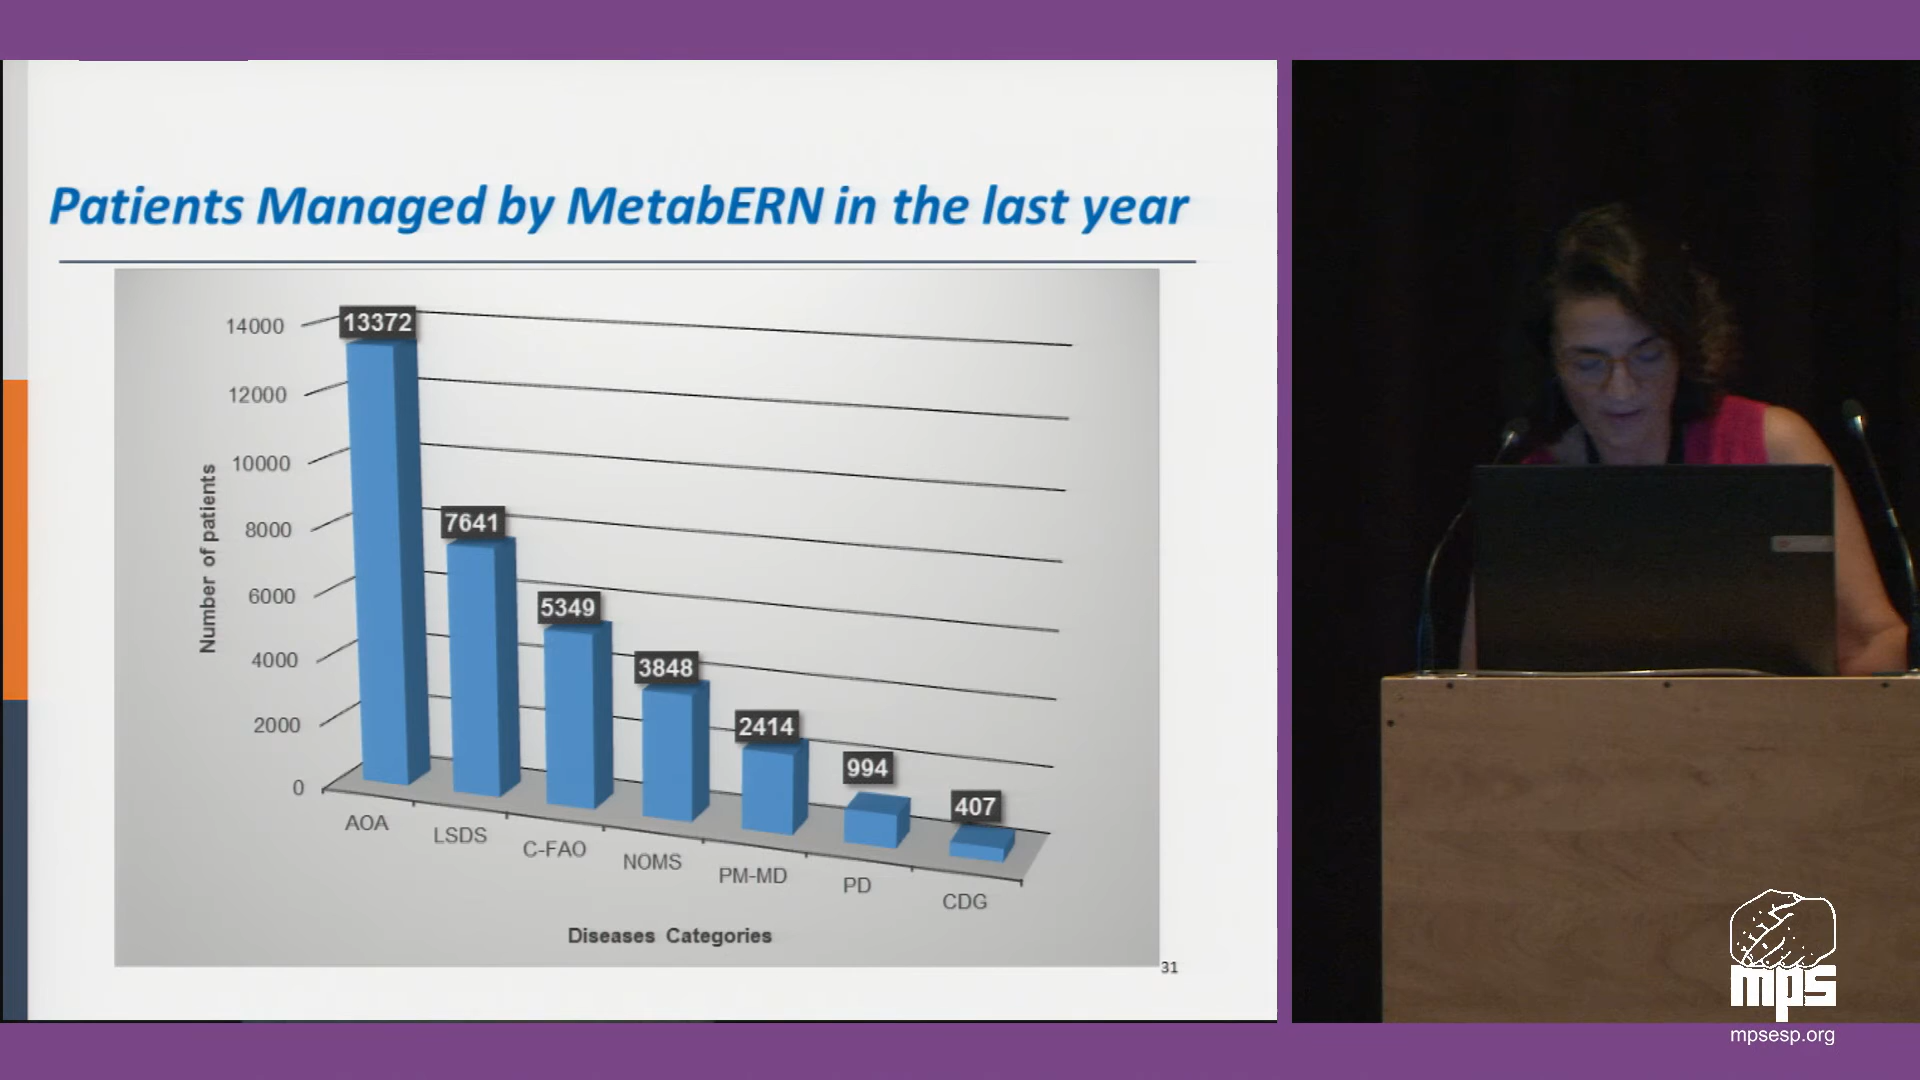 Patients Managed by MetabERN in the last year
14000
12000
10000
8000
6000
4000
2000
0
Number of patients
13372
7641
5349
3848
2414
994
407
AOA
LSDS
C-FAO
NOMS
PM-MD
PD
CDG
Diseases Categories
31
mps
mpsesp.org